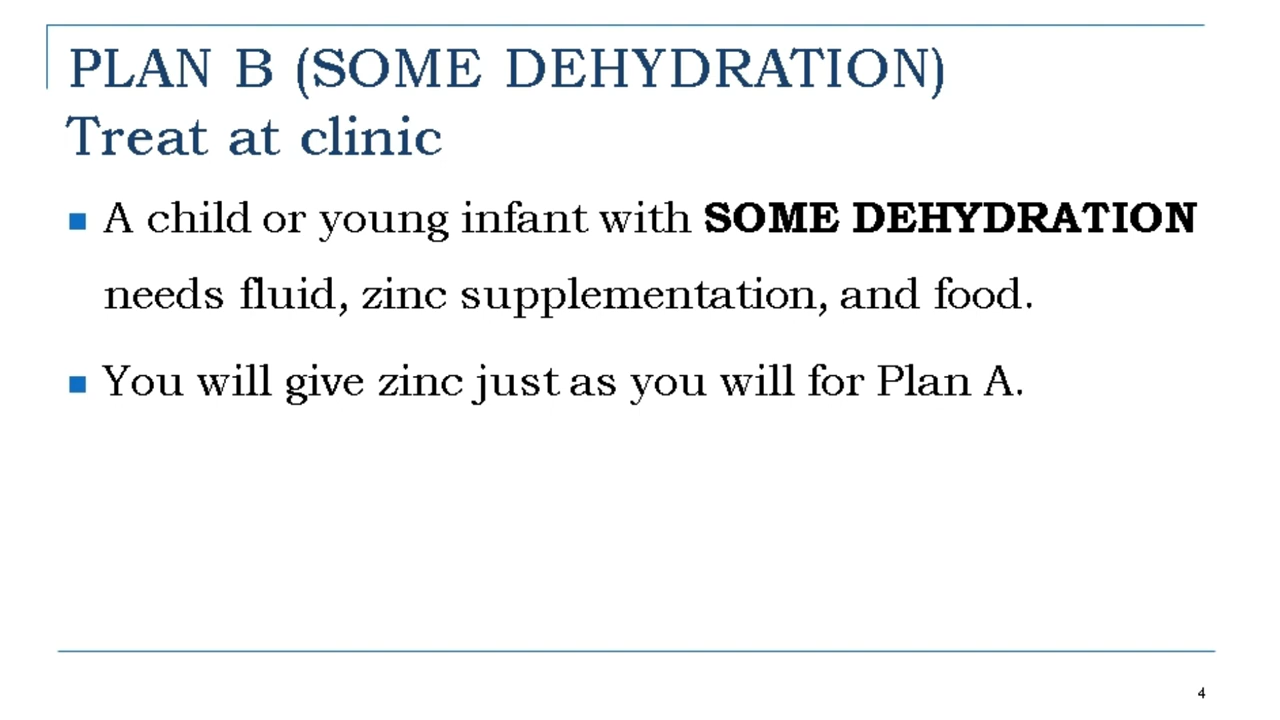 PLAN B (SOME DEHYDRATION)
Treat at clinic
A child or young infant with SOME DEHYDRATION
needs fluid, zinc supplementation, and food.
You will give zinc just as you will for Plan A.
4